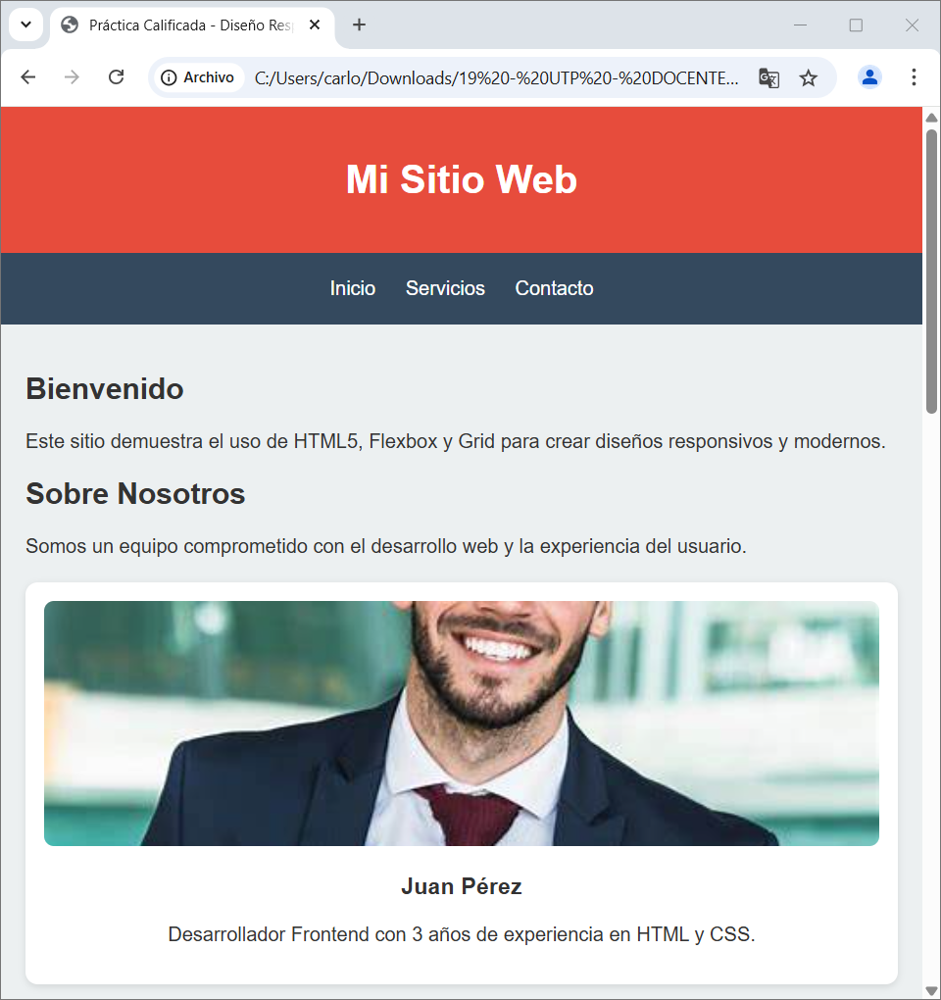 Práctica Calificada - Diseño Res
Archivo
C:/Users/carlo/Downloads/19%20-%20UTP%20-%20DOCENTE...
Mi Sitio Web
Inicio Servicios Contacto
Bienvenido
Este sitio demuestra el uso de HTML5, Flexbox y Grid para crear diseños responsivos y modernos.
Sobre Nosotros
Somos un equipo comprometido con el desarrollo web y la experiencia del usuario.
Juan Pérez
Desarrollador Frontend con 3 años de experiencia en HTML y CSS.